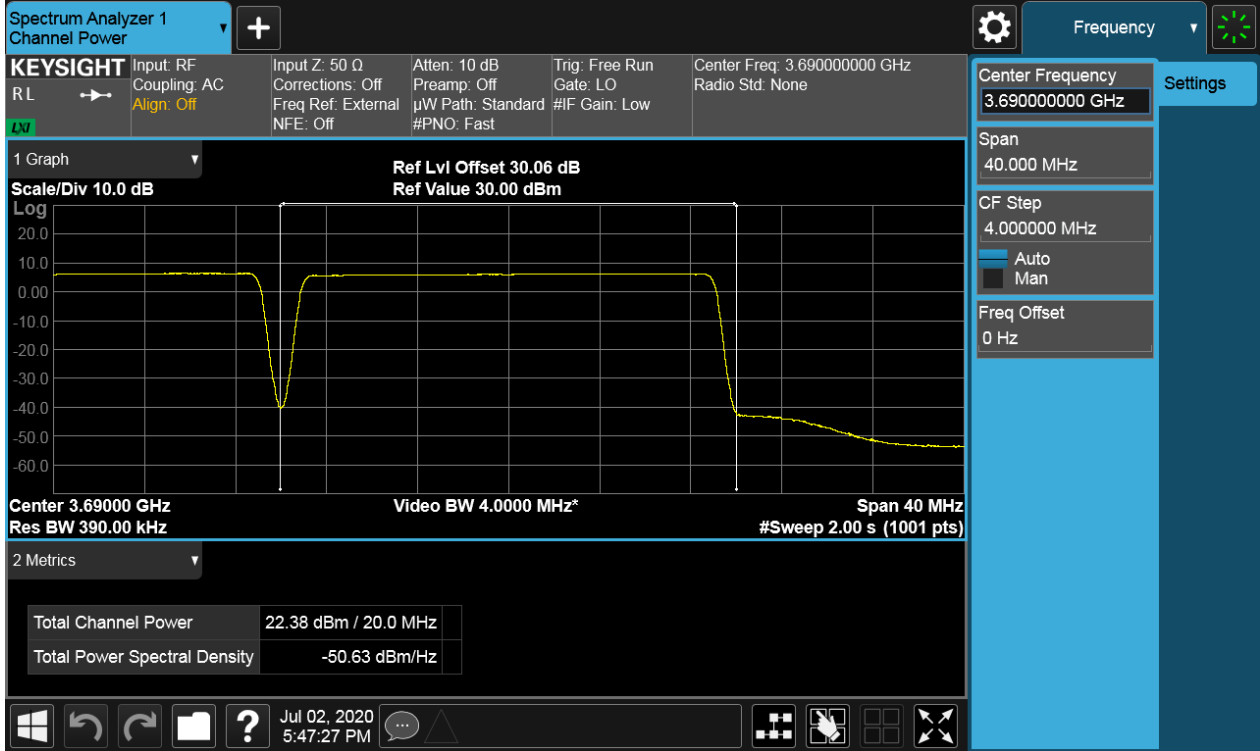 Spectrum Analyzer 1
Channel Power
Frequency
KEYSIGHT
RL
LXI
Input: RF
Coupling: AC
Align: Off
Input Z: 50 Ω
Corrections: Off
Freq Ref: External
NFE: Off
Atten: 10 dB
Preamp: Off
µW Path: Standard
#PNO: Fast
Trig: Free Run
Gate: LO
#IF Gain: Low
Center Freq: 3.690000000 GHz
Radio Std: None
1 Graph
Scale/Div 10.0 dB
Ref Lvl Offset 30.06 dB
Ref Value 30.00 dBm
Log
20.0
10.0
0.00
-10.0
-20.0
-30.0
-40.0
-50.0
-60.0
Center 3.69000 GHz
Video BW 4.0000 MHz*
Span 40 MHz
Res BW 390.00 kHz
#Sweep 2.00 s (1001 pts)
2 Metrics
Total Channel Power 22.38 dBm / 20.0 MHz
Total Power Spectral Density -50.63 dBm/Hz
?
Jul 02, 2020
5:47:27 PM
Center Frequency
3.690000000 GHz
Span
40.000 MHz
CF Step
4.000000 MHz
Auto
Man
Freq Offset
0 Hz
Settings